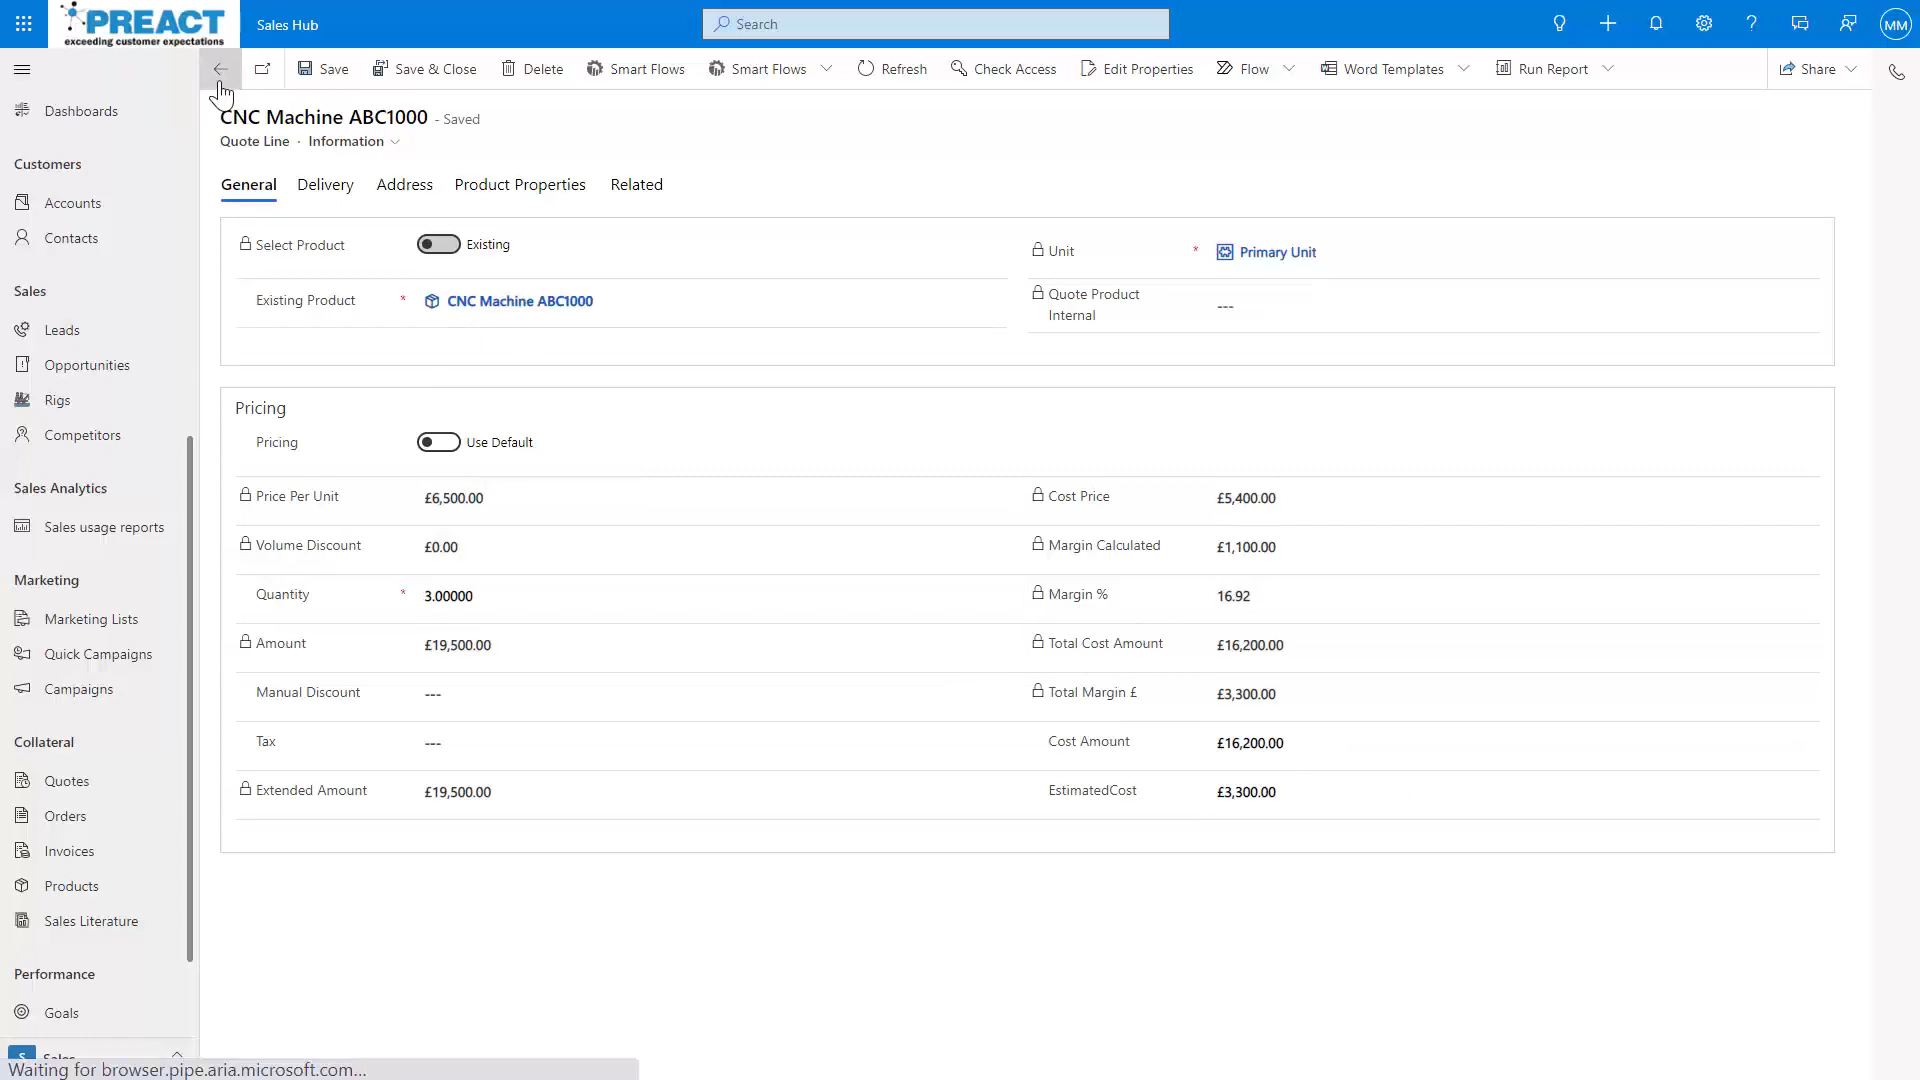 PREACT
exceeding customer expectations
Sales Hub
Search
MM
Save
Save & Close
Delete
Smart Flows
Smart Flows
Refresh
Check Access
Edit Properties
Flow
Word Templates
Run Report
Share
Dashboards
Customers
Accounts
Contacts
Sales
Leads
Opportunities
Rigs
Competitors
Sales Analytics
Sales usage reports
Marketing
Marketing Lists
Quick Campaigns
Campaigns
Collateral
Quotes
Orders
Invoices
Products
Sales Literature
Performance
Goals
S Sales
Waiting for browser.pipe.aria.microsoft.com...
CNC Machine ABC1000 - Saved
Quote Line · Information
General
Delivery
Address
Product Properties
Related
Select Product
Existing
Existing Product *
CNC Machine ABC1000
Unit *
Primary Unit
Quote Product
Internal
---
Pricing
Pricing
Use Default
Price Per Unit
£6,500.00
Cost Price
£5,400.00
Volume Discount
£0.00
Margin Calculated
£1,100.00
Quantity *
3.00000
Margin %
16.92
Amount
£19,500.00
Total Cost Amount
£16,200.00
Manual Discount
---
Total Margin £
£3,300.00
Tax
---
Cost Amount
£16,200.00
Extended Amount
£19,500.00
EstimatedCost
£3,300.00